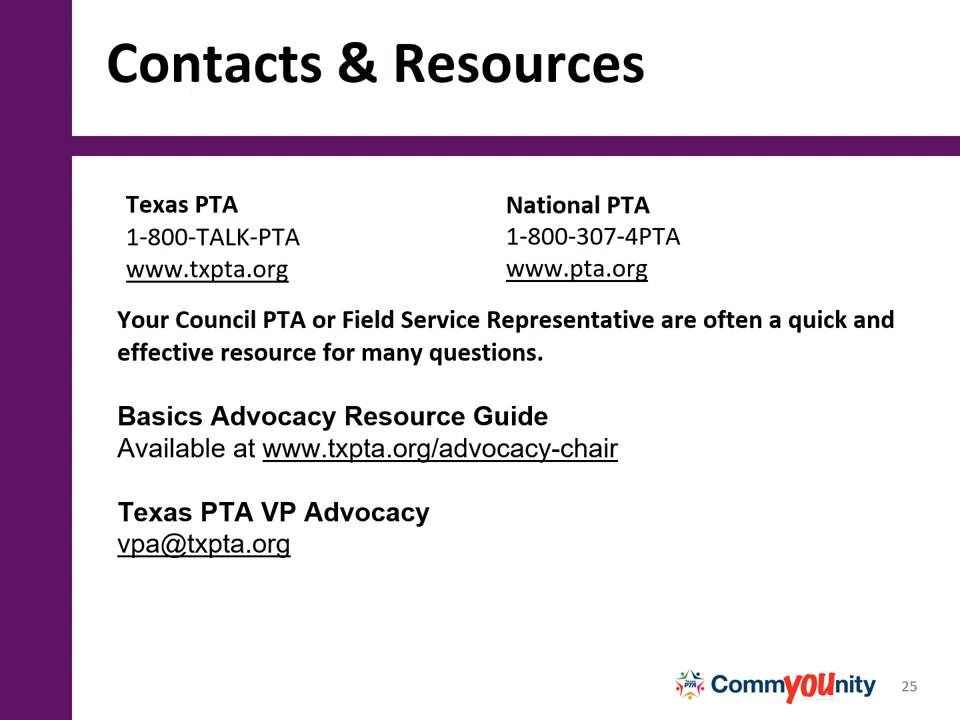 Contacts & Resources
Texas PTA
1-800-TALK-PTA
www.txpta.org
National PTA
1-800-307-4PTA
www.pta.org
Your Council PTA or Field Service Representative are often a quick and
effective resource for many questions.
Basics Advocacy Resource Guide
Available at www.txpta.org/advocacy-chair
Texas PTA VP Advocacy
vpa@txpta.org
Texas
PTA
CommYOUnity
25